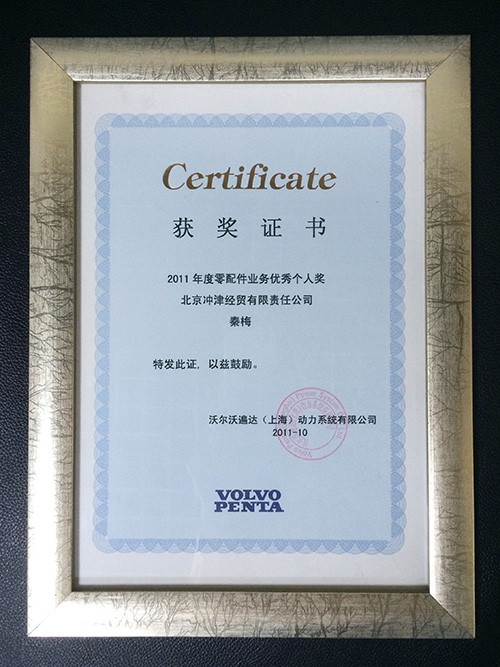 Certificate
获奖证书
2011年度零配件业务优秀个人奖
北京冲津经贸有限责任公司
秦梅
特发此证，以兹鼓励。
沃尔沃遍达（上海）动力系统有限公司
2011-10
VOLVO
PENTA